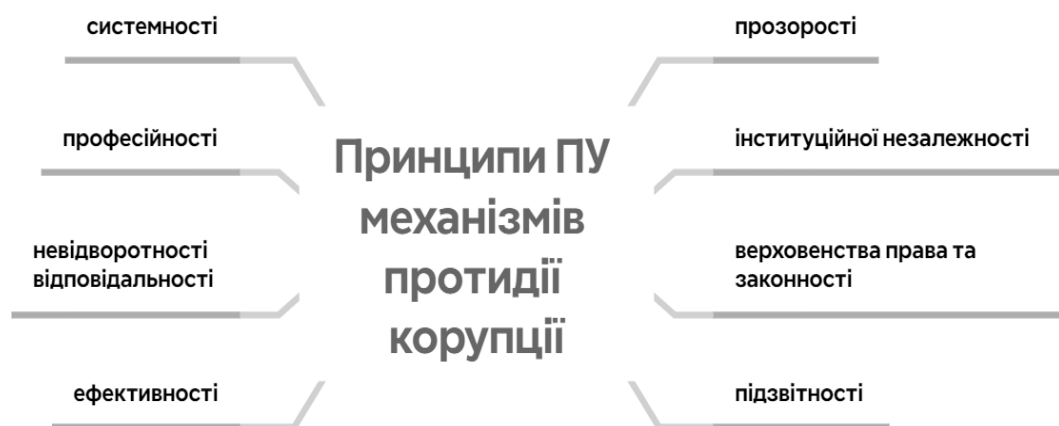 системності
професійності
невідворотності
відповідальності
ефективності
Принципи ПУ
механізмів
протидії
корупції
прозорості
інституційної незалежності
верховенства права та
законності
підзвітності